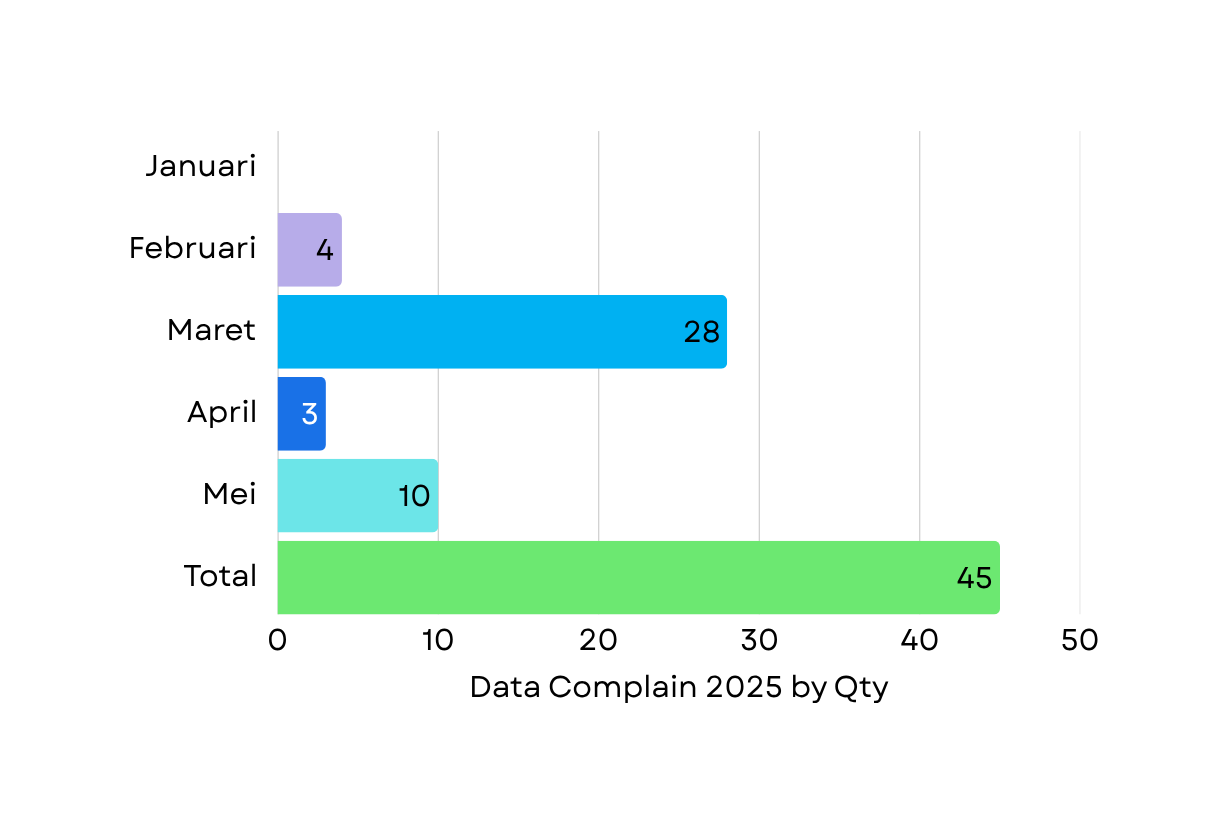 Januari
Februari 4
Maret 28
April 3
Mei 10
Total 45
0 10 20 30 40 50
Data Complain 2025 by Qty